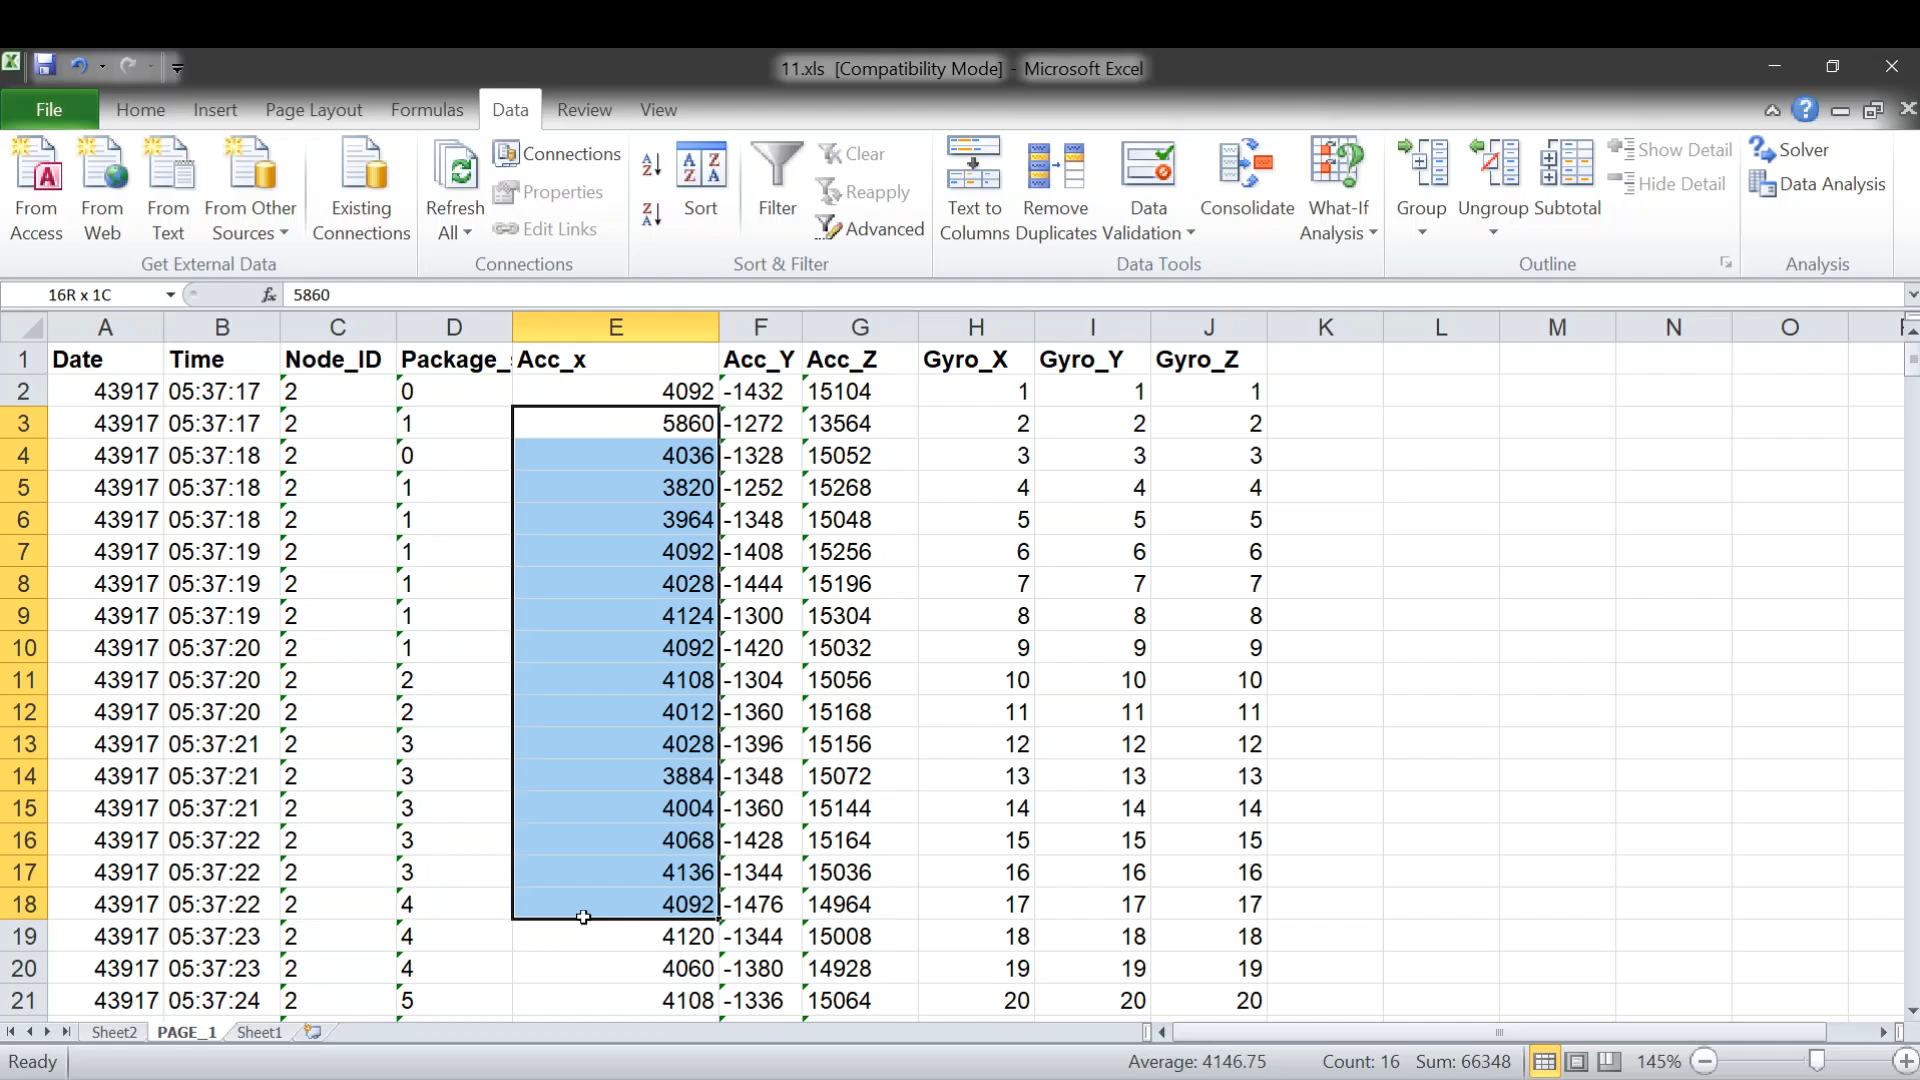 11.xls [Compatibility Mode] - Microsoft Excel
File Home Insert Page Layout Formulas Data Review View
From Access
From Web
From Text
From Other Sources
Existing Connections
Get External Data
Refresh All
Connections
Properties
Edit Links
Connections
Sort
Filter
Clear
Reapply
Advanced
Sort & Filter
Text to Columns
Remove Duplicates
Data Validation
Consolidate
What-If Analysis
Data Tools
Group
Ungroup
Subtotal
Show Detail
Hide Detail
Outline
Solver
Data Analysis
Analysis
16R x 1C fx 5860
A B C D E F G H I J K L M N O
1 Date Time Node_ID Package_ Acc_x Acc_Y Acc_Z Gyro_X Gyro_Y Gyro_Z
2 43917 05:37:17 2 0 4092 -1432 15104 1 1 1
3 43917 05:37:17 2 1 5860 -1272 13564 2 2 2
4 43917 05:37:18 2 0 4036 -1328 15052 3 3 3
5 43917 05:37:18 2 1 3820 -1252 15268 4 4 4
6 43917 05:37:18 2 1 3964 -1348 15048 5 5 5
7 43917 05:37:19 2 1 4092 -1408 15256 6 6 6
8 43917 05:37:19 2 1 4028 -1444 15196 7 7 7
9 43917 05:37:19 2 1 4124 -1300 15304 8 8 8
10 43917 05:37:20 2 1 4092 -1420 15032 9 9 9
11 43917 05:37:20 2 2 4108 -1304 15056 10 10 10
12 43917 05:37:20 2 2 4012 -1360 15168 11 11 11
13 43917 05:37:21 2 3 4028 -1396 15156 12 12 12
14 43917 05:37:21 2 3 3884 -1348 15072 13 13 13
15 43917 05:37:21 2 3 4004 -1360 15144 14 14 14
16 43917 05:37:22 2 3 4068 -1428 15164 15 15 15
17 43917 05:37:22 2 3 4136 -1344 15036 16 16 16
18 43917 05:37:22 2 4 4092 -1476 14964 17 17 17
19 43917 05:37:23 2 4 4120 -1344 15008 18 18 18
20 43917 05:37:23 2 4 4060 -1380 14928 19 19 19
21 43917 05:37:24 2 5 4108 -1336 15064 20 20 20
Sheet2 PAGE_1 Sheet1
Ready Average: 4146.75 Count: 16 Sum: 66348 145%